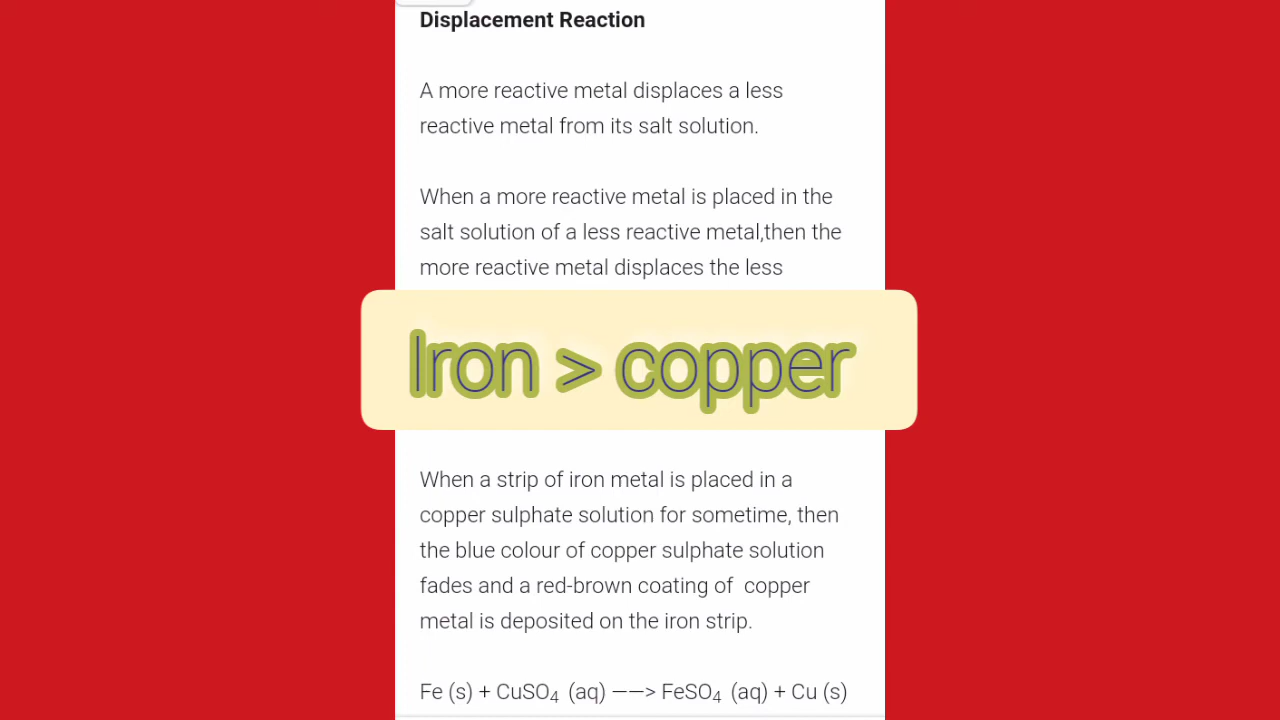 Displacement Reaction
A more reactive metal displaces a less
reactive metal from its salt solution.
When a more reactive metal is placed in the
salt solution of a less reactive metal,then the
more reactive metal displaces the less
Iron > copper
When a strip of iron metal is placed in a
copper sulphate solution for sometime, then
the blue colour of copper sulphate solution
fades and a red-brown coating of  copper
metal is deposited on the iron strip.
Fe (s) + CuSO₄ (aq) ——> FeSO₄ (aq) + Cu (s)